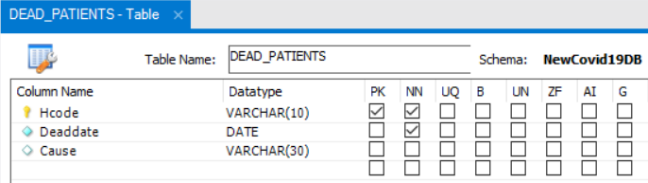 DEAD_PATIENTS - Table ×
Table Name: DEAD_PATIENTS Schema: NewCovid19DB
Column Name Datatype PK NN UQ B UN ZF AI G
Hcode VARCHAR(10)
Deaddate DATE
Cause VARCHAR(30)